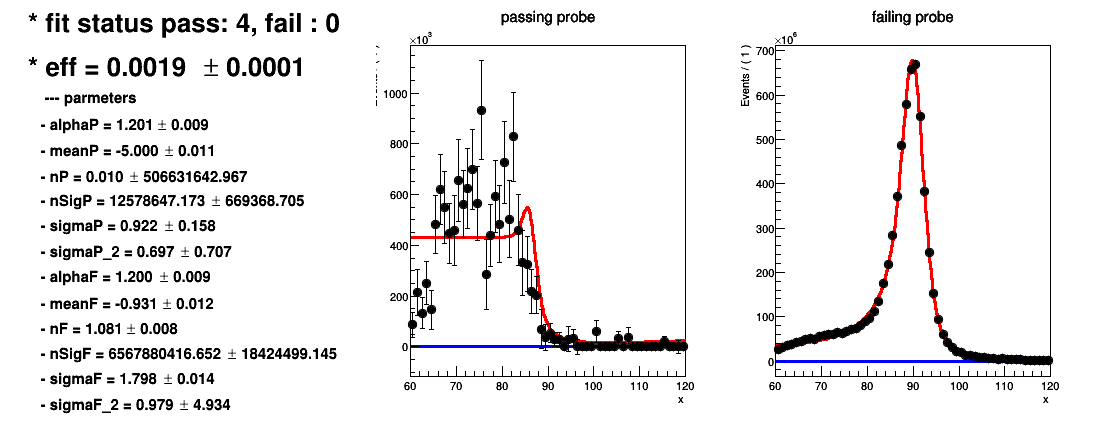 * fit status pass: 4, fail : 0
* eff = 0.0019 ± 0.0001
--- parmeters
- alphaP = 1.201 ± 0.009
- meanP = -5.000 ± 0.011
- nP = 0.010 ± 506631642.967
- nSigP = 12578647.173 ± 669368.705
- sigmaP = 0.922 ± 0.158
- sigmaP_2 = 0.697 ± 0.707
- alphaF = 1.200 ± 0.009
- meanF = -0.931 ± 0.012
- nF = 1.081 ± 0.008
- nSigF = 6567880416.652 ± 18424499.145
- sigmaF = 1.798 ± 0.014
- sigmaF_2 = 0.979 ± 4.934
passing probe
×10³
1000
800
600
400
200
0
60 70 80 90 100 110 120
x
failing probe
×10⁶
Events / ( 1 )
700
600
500
400
300
200
100
0
60 70 80 90 100 110 120
x